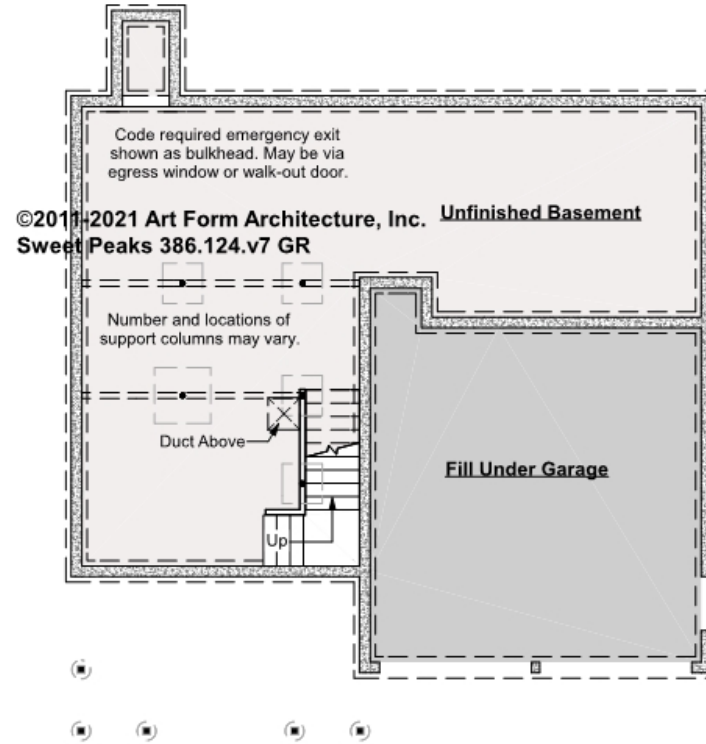 Code required emergency exit
shown as bulkhead. May be via
egress window or walk-out door.
©2011-2021 Art Form Architecture, Inc.
Sweet Peaks 386.124.v7 GR
Unfinished Basement
Number and locations of
support columns may vary.
Duct Above
Fill Under Garage
Up